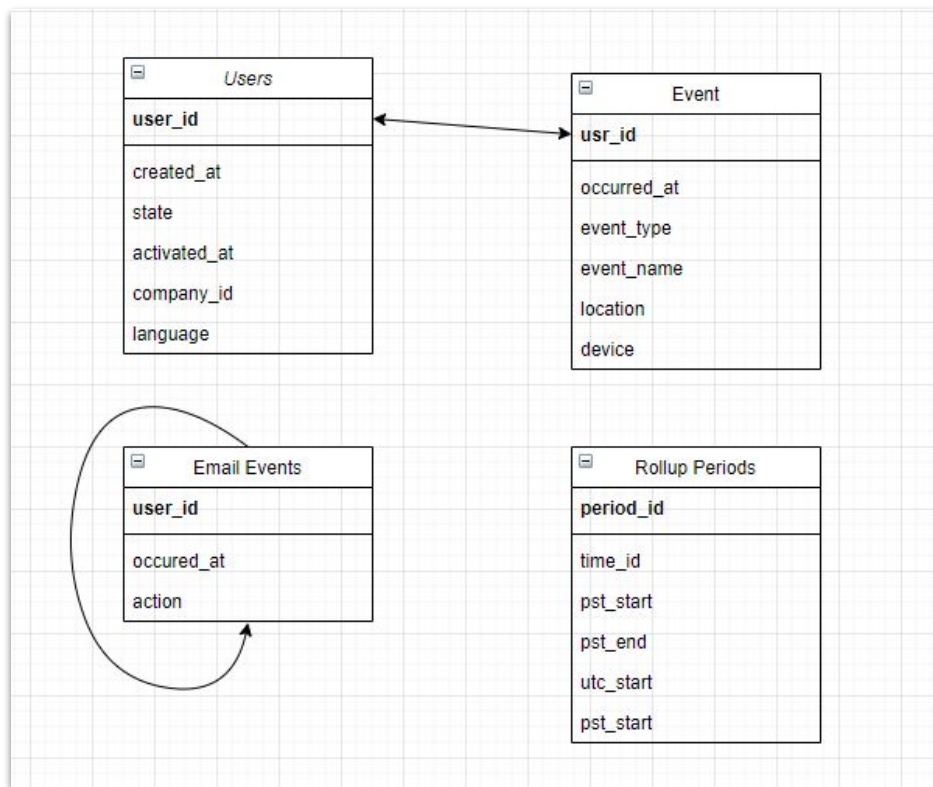 Users
user_id
created_at
state
activated_at
company_id
language
Event
usr_id
occurred_at
event_type
event_name
location
device
Email Events
user_id
occured_at
action
Rollup Periods
period_id
time_id
pst_start
pst_end
utc_start
pst_start